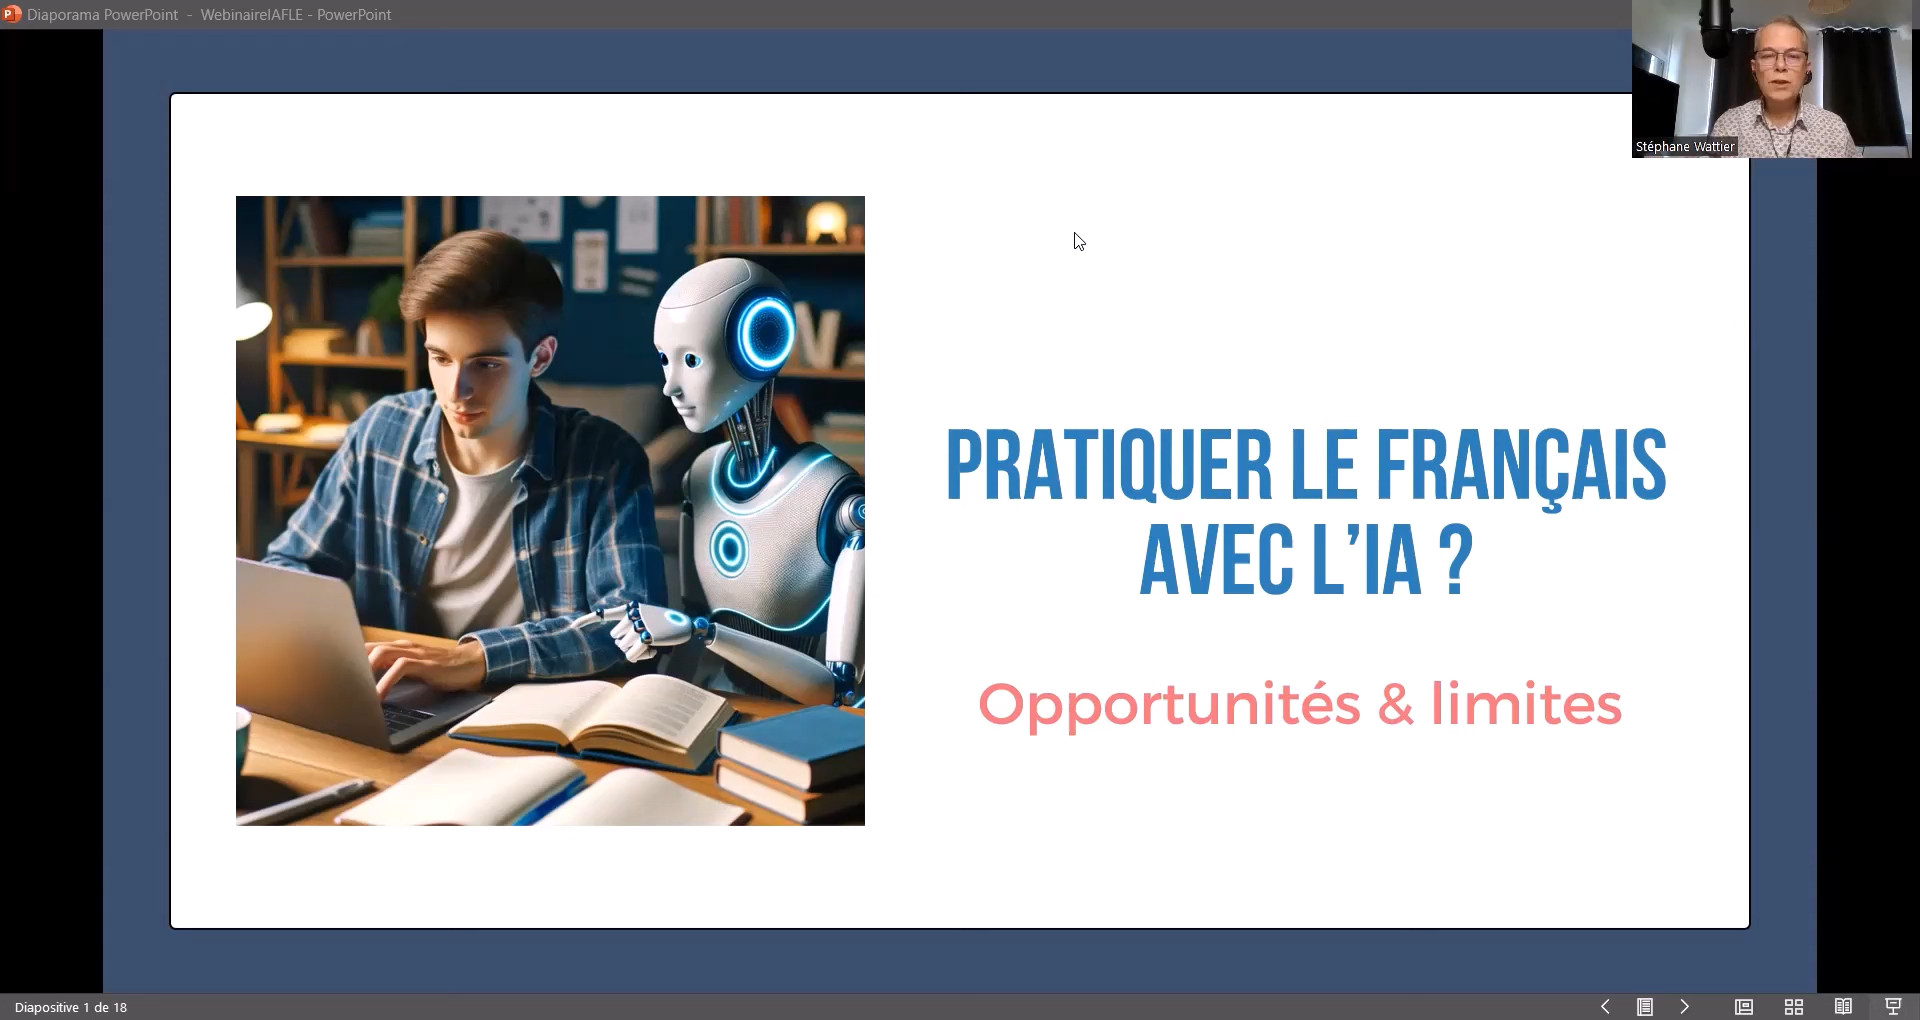 Diaporama PowerPoint - WebinaireIAFLE - PowerPoint
Stéphane Wattier
PRATIQUER LE FRANÇAIS
AVEC L’IA ?
Opportunités & limites
Diapositive 1 de 18